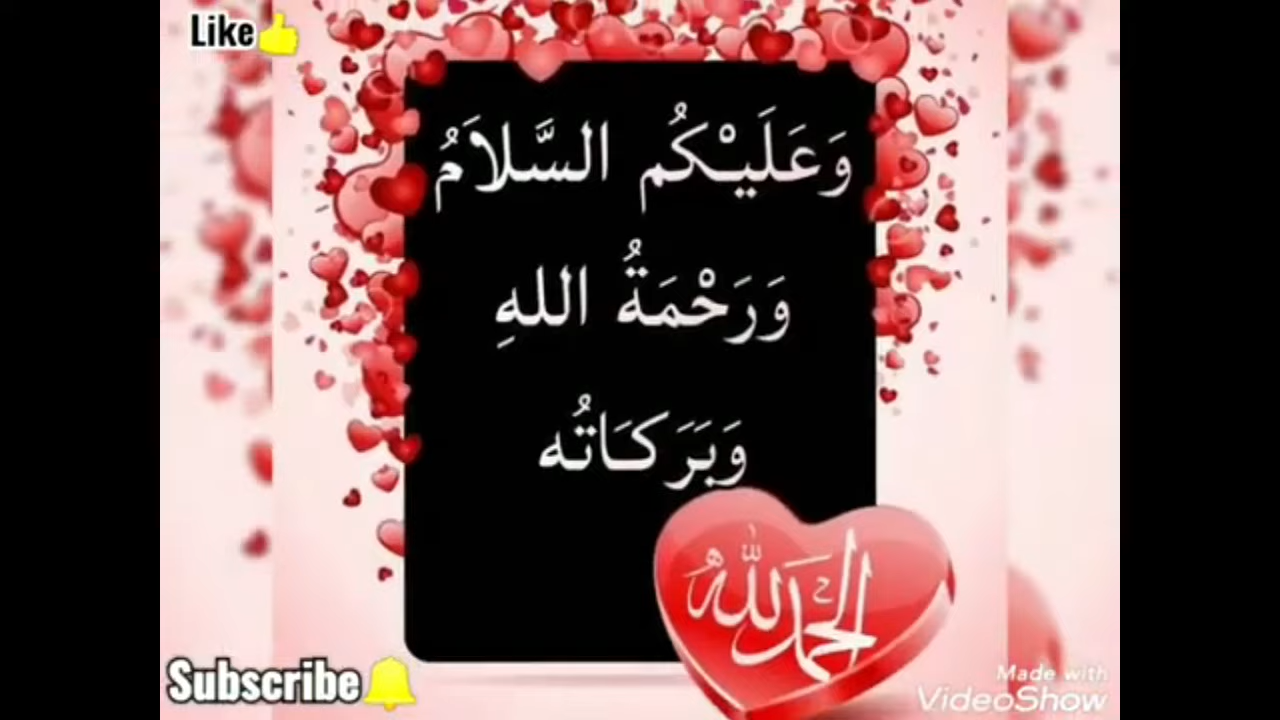 Like
وَعَلَيْكُم السَّلاَمُ
وَرَحْمَةُ اللهِ
وَبَرَكَاتُه
الحمد لله
Subscribe
Made with
VideoShow